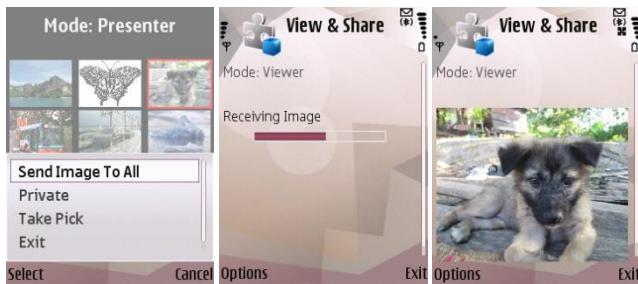 Mode: Presenter
Send Image To All
Private
Take Pick
Exit
Select
Cancel
View & Share
Mode: Viewer
Receiving Image
Options
Exit
View & Share
Mode: Viewer
Options
Exit